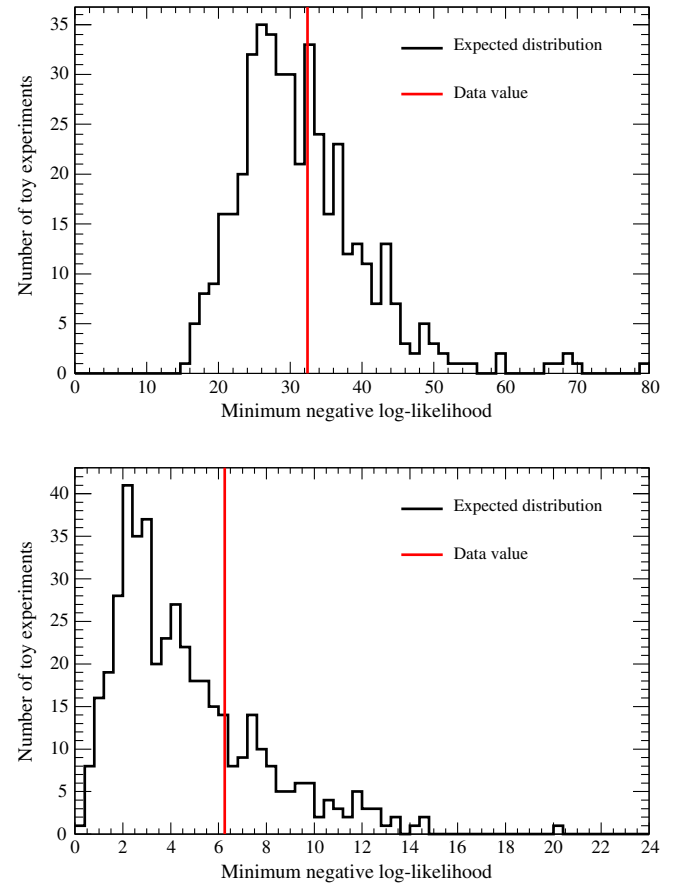 35
30
25
20
15
10
5
0
Number of toy experiments
Expected distribution
Data value
0 10 20 30 40 50 60 70 80
Minimum negative log-likelihood
40
35
30
25
20
15
10
5
0
Number of toy experiments
Expected distribution
Data value
0 2 4 6 8 10 12 14 16 18 20 22 24
Minimum negative log-likelihood